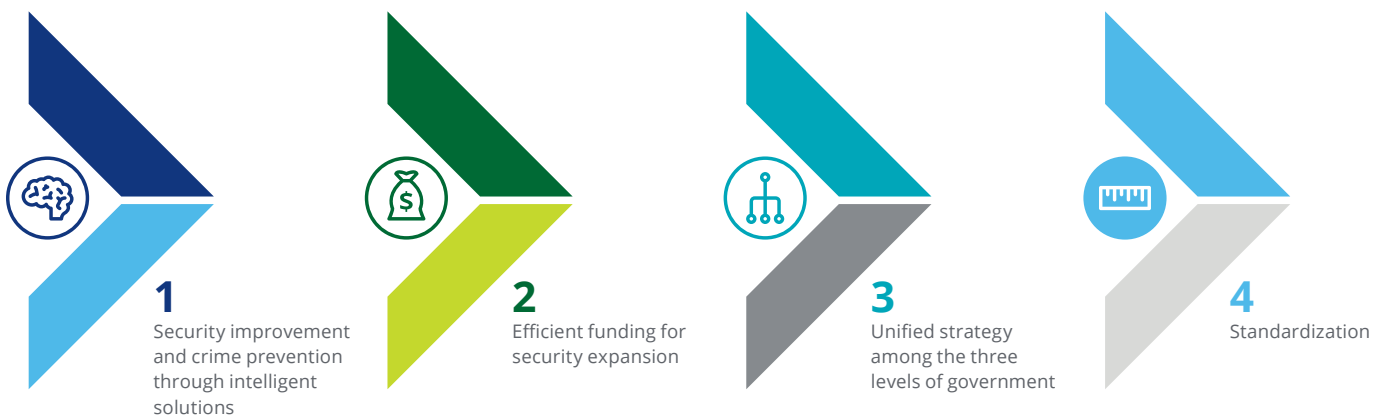 $
1
Security improvement
and crime prevention
through intelligent
solutions
2
Efficient funding for
security expansion
3
Unified strategy
among the three
levels of government
4
Standardization